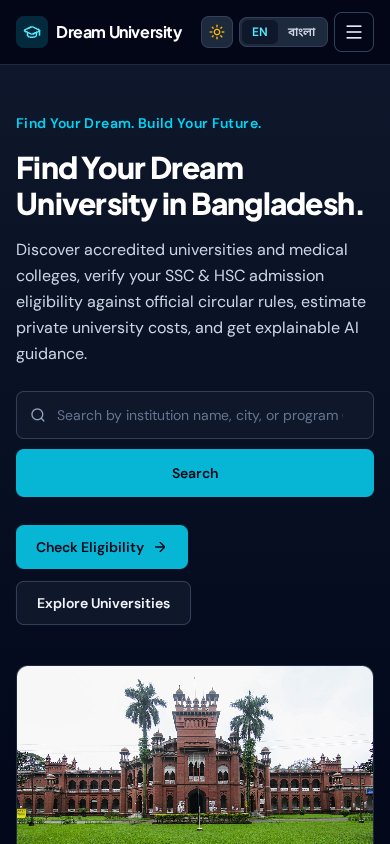 Dream University
EN
বাংলা
Find Your Dream. Build Your Future.
Find Your Dream
University in Bangladesh.
Discover accredited universities and medical
colleges, verify your SSC & HSC admission
eligibility against official circular rules, estimate
private university costs, and get explainable AI
guidance.
Search by institution name, city, or program
Search
Check Eligibility →
Explore Universities